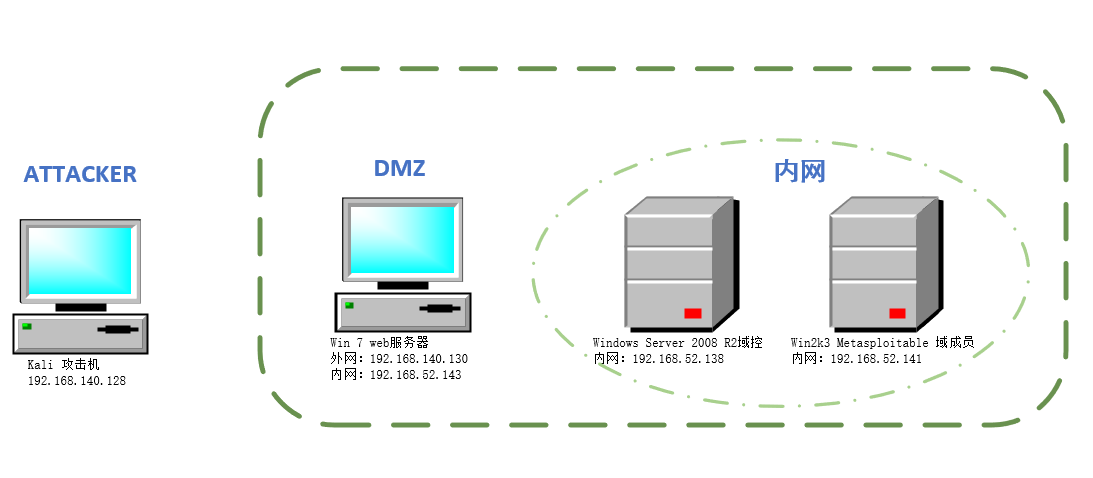 ATTACKER
Kali 攻击机
192.168.140.128
DMZ
Win 7 web服务器
外网：192.168.140.130
内网：192.168.52.143
内网
Windows Server 2008 R2域控
内网：192.168.52.138
Win2k3 Metasploitable 域成员
内网：192.168.52.141